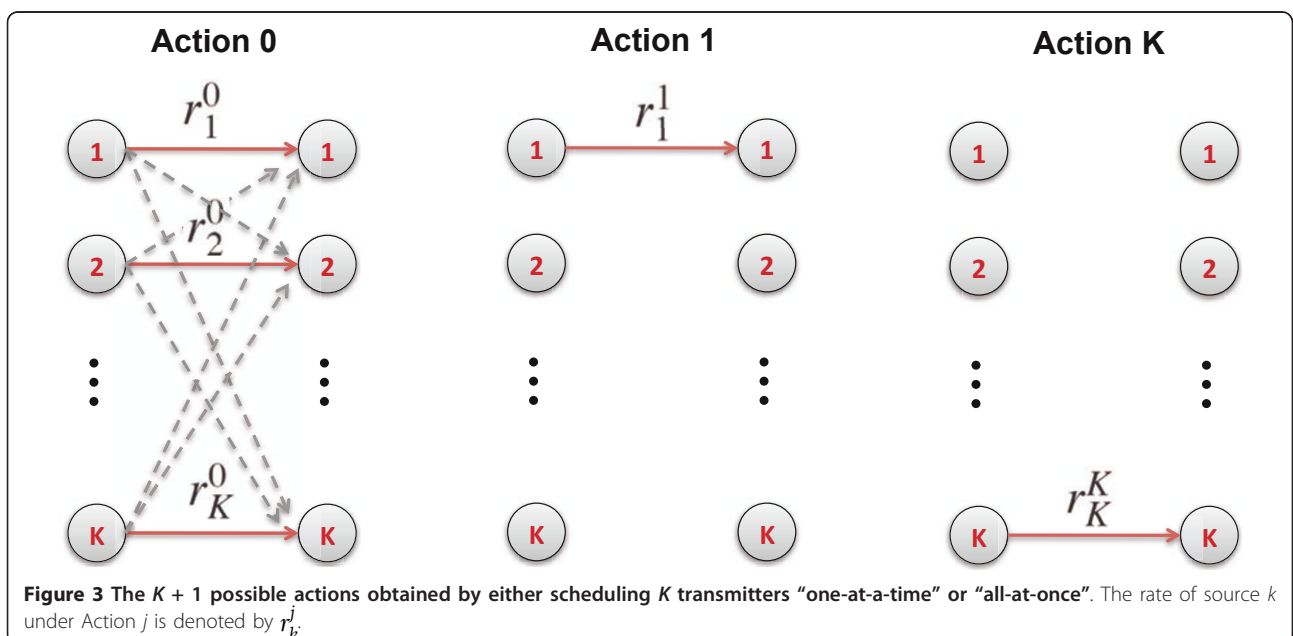 Action 0 Action 1 Action K
r_1^0 r_1^1
1 1 1 1 1 1
r_2^0
2 2 2 2 2 2
r_K^0 r_K^K
K K K K K K
Figure 3 The K + 1 possible actions obtained by either scheduling K transmitters “one-at-a-time” or “all-at-once”. The rate of source k
under Action j is denoted by r_k^j.